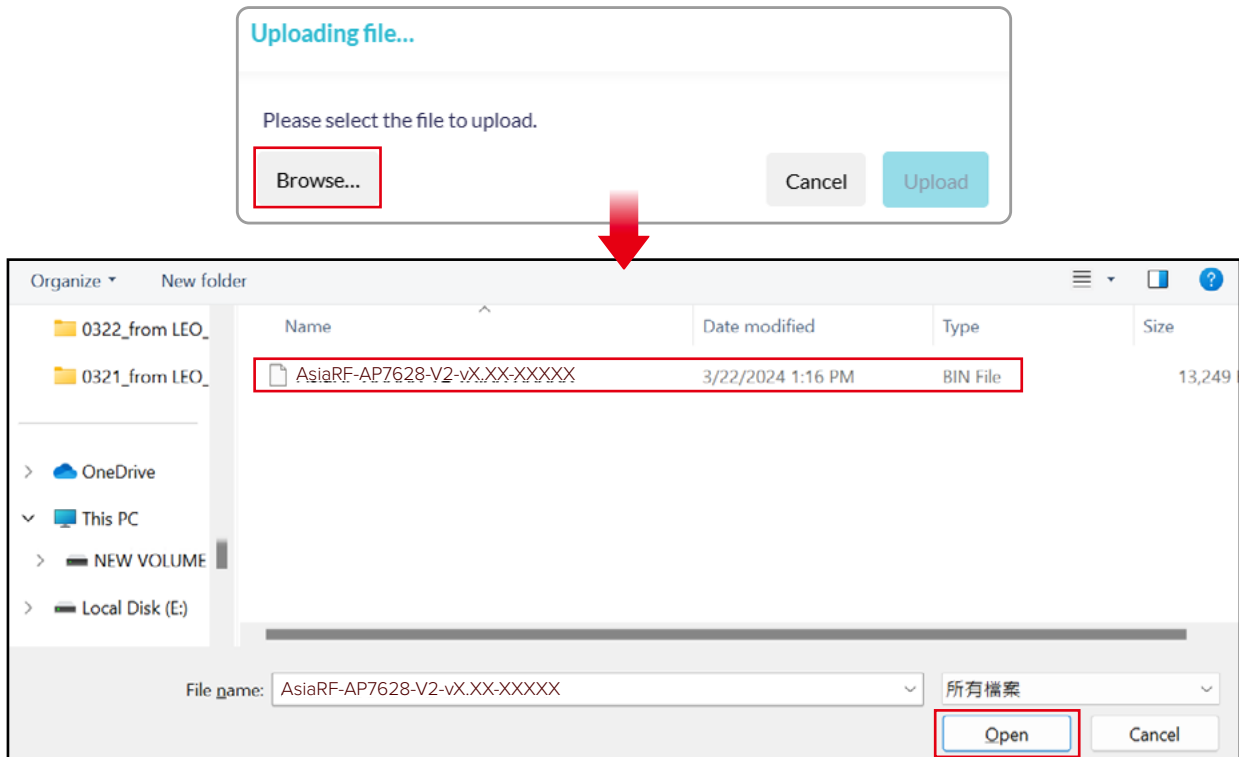 Uploading file...
Please select the file to upload.
Browse...
Cancel
Upload
Organize
New folder
Name
Date modified
Type
Size
0322_from LEO_
0321_from LEO_
AsiaRF-AP7628-V2-vX.XX-XXXXX
3/22/2024 1:16 PM
BIN File
13,249
OneDrive
This PC
NEW VOLUME
Local Disk (E:)
File name:
AsiaRF-AP7628-V2-vX.XX-XXXXX
所有檔案
Open
Cancel